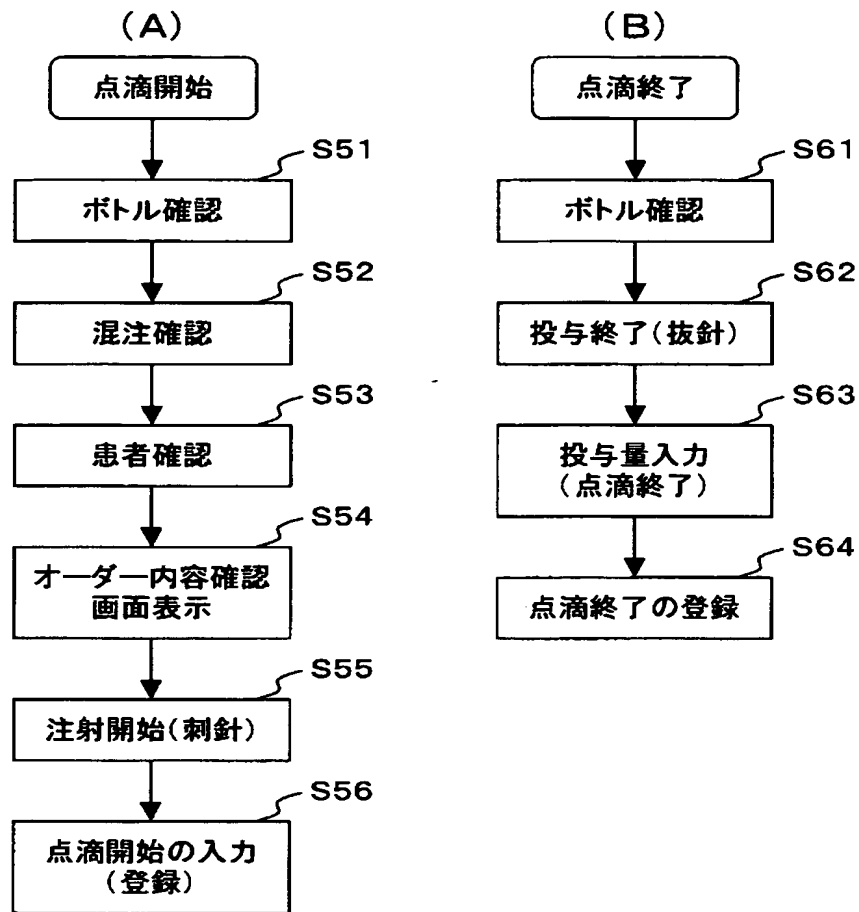 (A)
点滴開始
S51
ボトル確認
S52
混注確認
S53
患者確認
S54
オーダー内容確認
画面表示
S55
注射開始(刺針)
S56
点滴開始の入力
(登録)
(B)
点滴終了
S61
ボトル確認
S62
投与終了(抜針)
S63
投与量入力
(点滴終了)
S64
点滴終了の登録